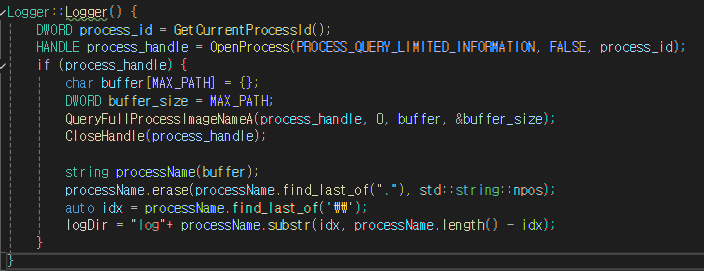 Logger::Logger() {
DWORD process_id = GetCurrentProcessId();
HANDLE process_handle = OpenProcess(PROCESS_QUERY_LIMITED_INFORMATION, FALSE, process_id);
if (process_handle) {
char buffer[MAX_PATH] = {};
DWORD buffer_size = MAX_PATH;
QueryFullProcessImageNameA(process_handle, 0, buffer, &buffer_size);
CloseHandle(process_handle);
string processName(buffer);
processName.erase(processName.find_last_of("."), std::string::npos);
auto idx = processName.find_last_of('₩₩');
logDir = "log"+ processName.substr(idx, processName.length() - idx);
}
}